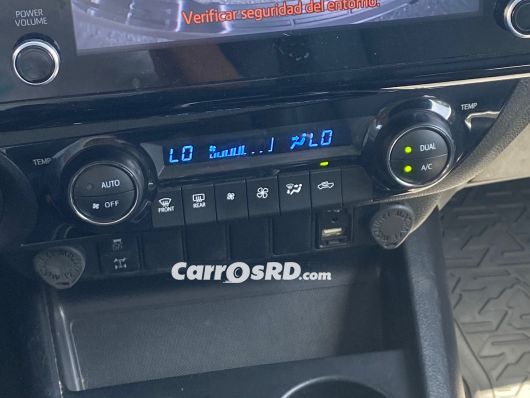 POWER
VOLUME
Verificar seguridad del entorno.
TEMP
LO
LO
TEMP
AUTO
OFF
DUAL
A/C
FRONT
REAR
CARROSRD.com